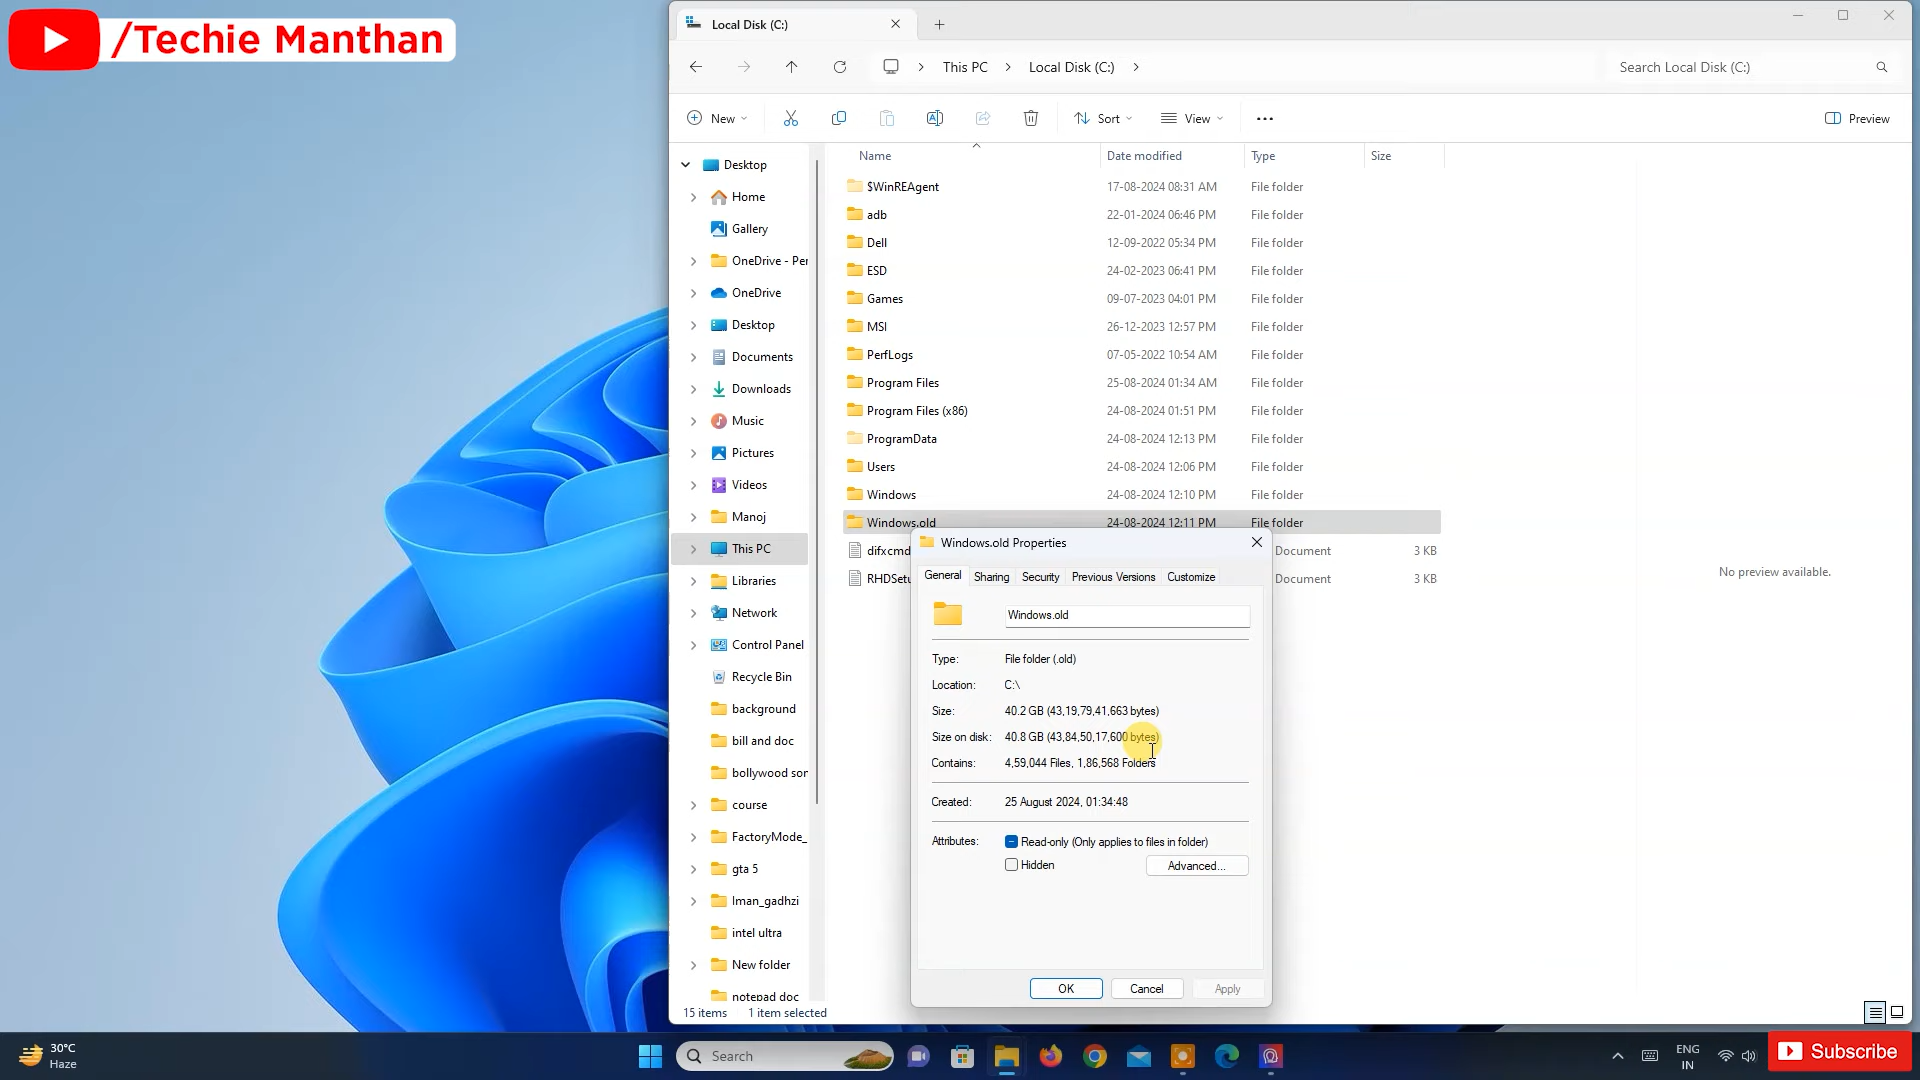 /Techie Manthan
Local Disk (C:)
This PC
Local Disk (C:)
Search Local Disk (C:)
New
Sort
View
Preview
Desktop
Home
Gallery
OneDrive - Per
OneDrive
Desktop
Documents
Downloads
Music
Pictures
Videos
Manoj
This PC
Libraries
Network
Control Panel
Recycle Bin
background
bill and doc
bollywood son
course
FactoryMode_
gta 5
Iman_gadhzi
intel ultra
New folder
notepad doc
Name Date modified Type Size
$WinREAgent 17-08-2024 08:31 AM File folder
adb 22-01-2024 06:46 PM File folder
Dell 12-09-2022 05:34 PM File folder
ESD 24-02-2023 06:41 PM File folder
Games 09-07-2023 04:01 PM File folder
MSI 26-12-2023 12:57 PM File folder
PerfLogs 07-05-2022 10:54 AM File folder
Program Files 25-08-2024 01:34 AM File folder
Program Files (x86) 24-08-2024 01:51 PM File folder
ProgramData 24-08-2024 12:13 PM File folder
Users 24-08-2024 12:06 PM File folder
Windows 24-08-2024 12:10 PM File folder
Windows.old 24-08-2024 12:11 PM File folder
difxcmd Document 3 KB
RHDSetu Document 3 KB
No preview available.
Windows.old Properties
General Sharing Security Previous Versions Customize
Windows.old
Type: File folder (.old)
Location: C:\
Size: 40.2 GB (43,19,79,41,663 bytes)
Size on disk: 40.8 GB (43,84,50,17,600 bytes)
Contains: 4,59,044 Files, 1,86,568 Folders
Created: 25 August 2024, 01:34:48
Attributes: Read-only (Only applies to files in folder)
Hidden Advanced...
OK Cancel Apply
15 items 1 item selected
30°C
Haze
Search
ENG
IN
Subscribe